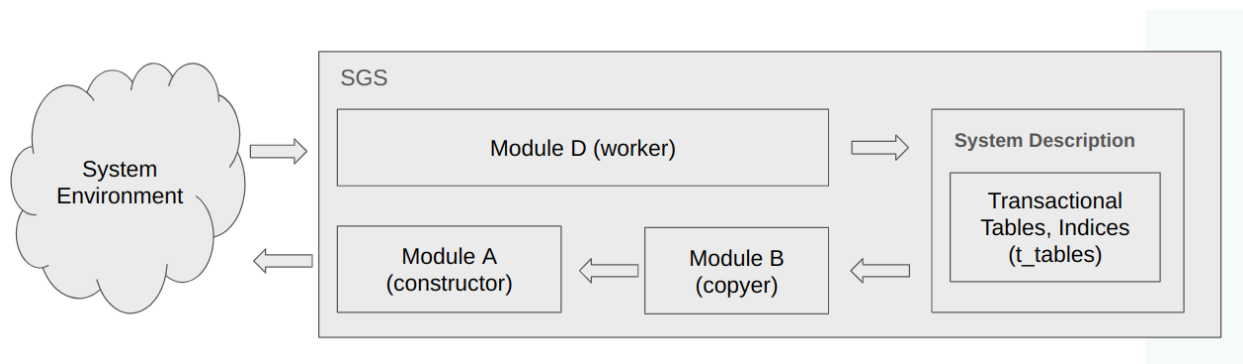 SGS
System
Environment
Module D (worker)
System Description
Transactional
Tables, Indices
(t_tables)
Module A
(constructor)
Module B
(copyer)